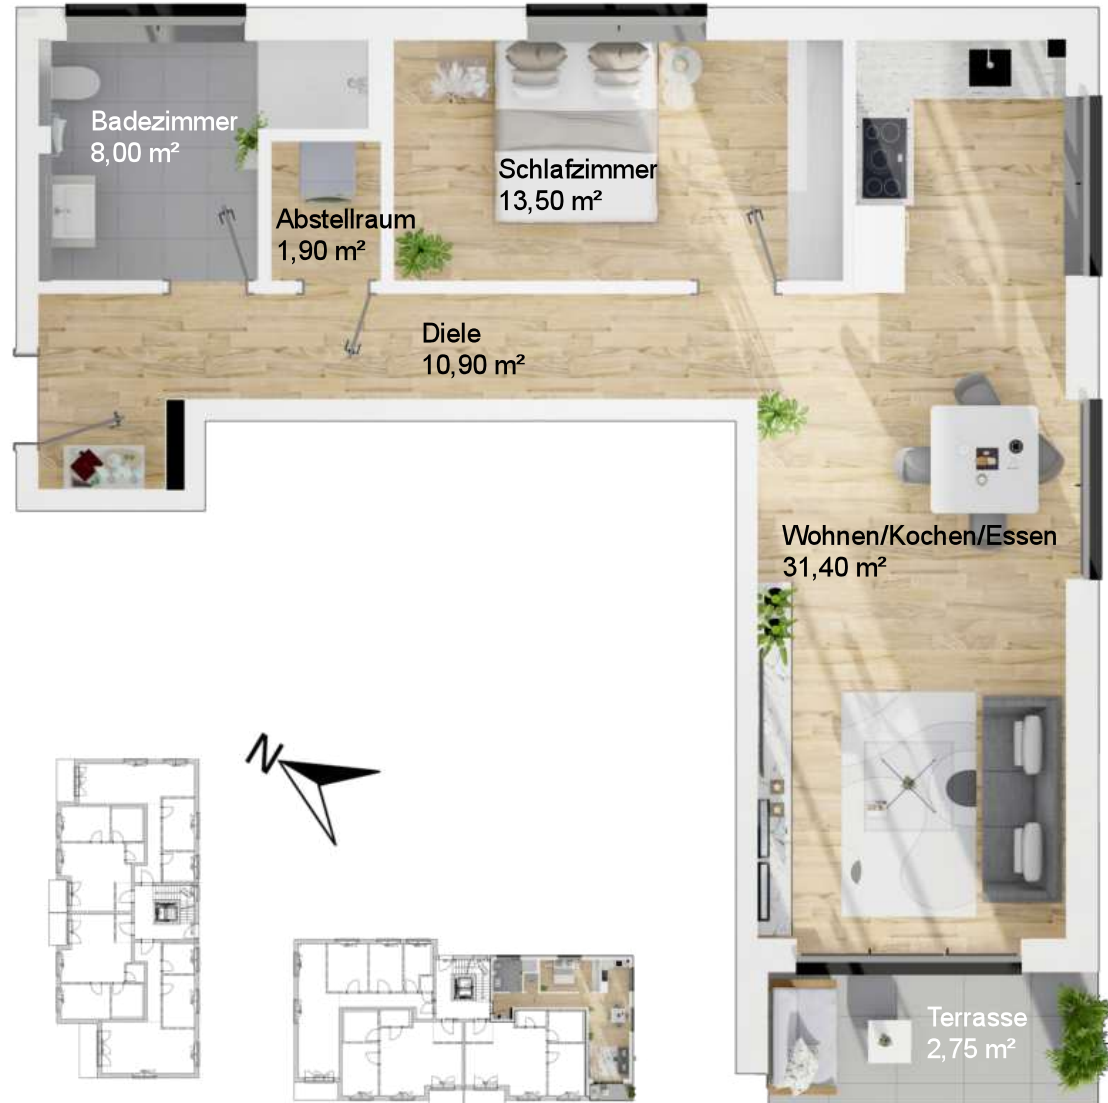 Badezimmer
8,00 m²
Schlafzimmer
13,50 m²
Abstellraum
1,90 m²
Diele
10,90 m²
Wohnen/Kochen/Essen
31,40 m²
N
Terrasse
2,75 m²